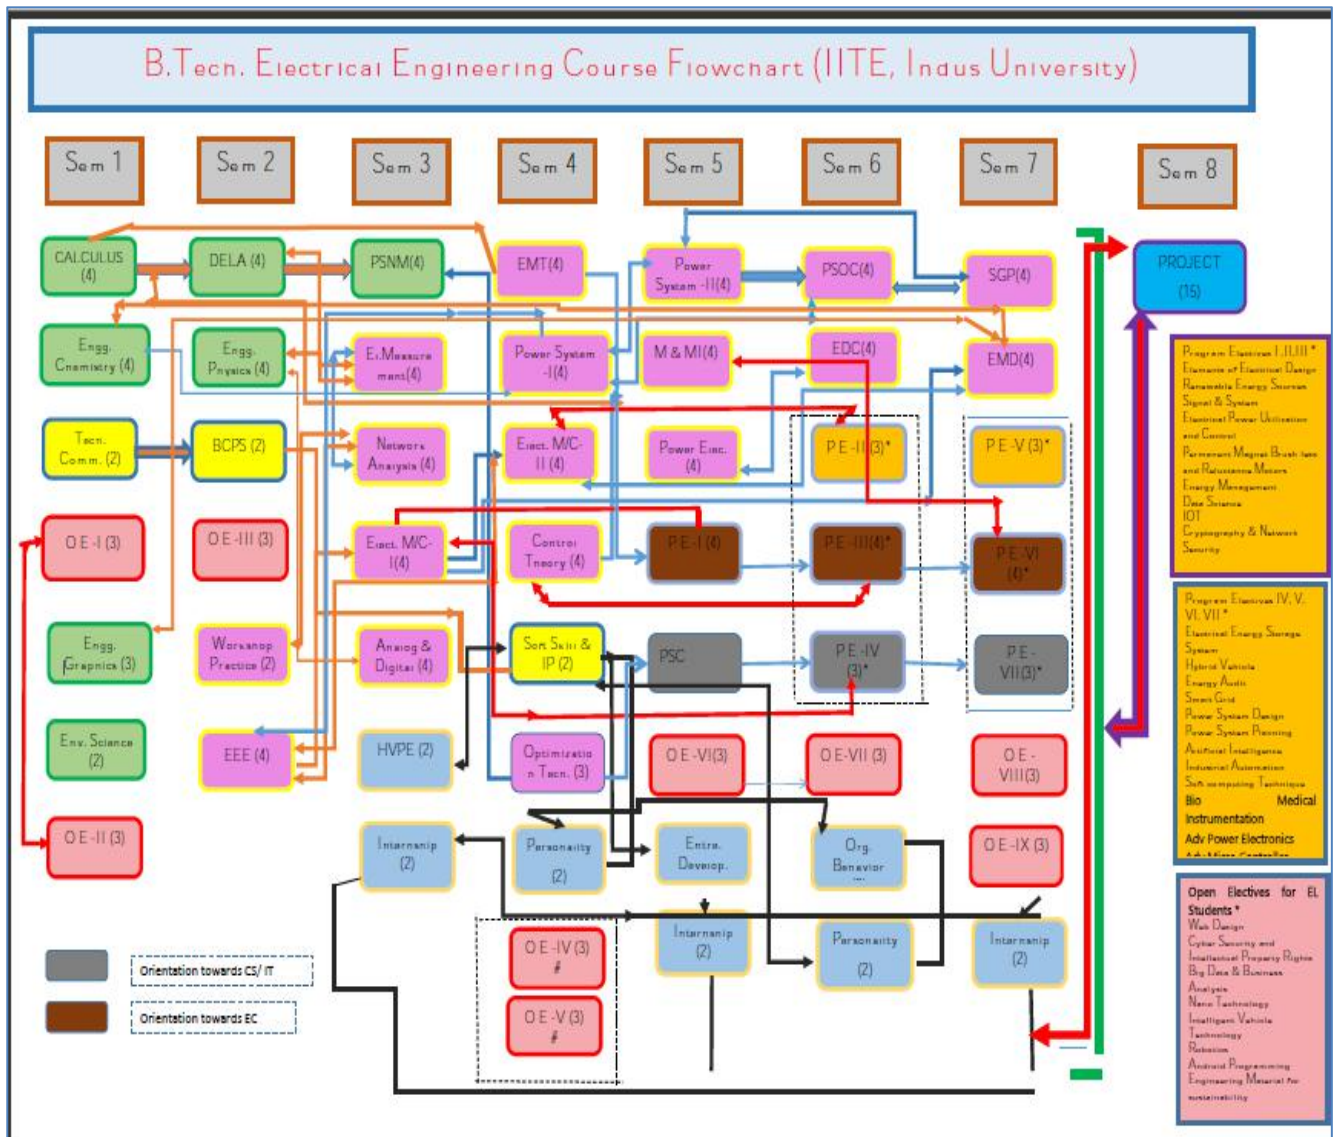 B.Tech. Electrical Engineering Course Flowchart (IITE, Indus University)
Sem 1
Sem 2
Sem 3
Sem 4
Sem 5
Sem 6
Sem 7
Sem 8
CALCULUS
(4)
DELA (4)
PSNM(4)
EMT(4)
Power
System -II(4)
PSOC(4)
SGP(4)
PROJECT
(15)
Engg.
Chemistry (4)
Engg.
Physics (4)
El.Measure
ment(4)
Power System
-I(4)
M & MI(4)
EDC(4)
EMD(4)
Tech.
Comm. (2)
BCPS (2)
Network
Analysis (4)
Elect. M/C-
II (4)
Power Elec.
(4)
PE-II(3)*
PE-V(3)*
OE-I (3)
OE-III (3)
Elect. M/C-
I(4)
Control
Theory (4)
PE-I (4)
PE-III(4)*
PE-VI
(4)*
Engg.
Graphics (3)
Workshop
Practice (2)
Analog &
Digital (4)
Soft Skill &
IP (2)
PSC
PE-IV
(3)*
PE-
VII(3)*
Env. Science
(2)
EEE (4)
HVPE (2)
Optimizatio
n Tech. (3)
OE-VI(3)
OE-VII (3)
OE-
VIII(3)
OE-II (3)
Internship
(2)
Personality
(2)
Entre.
Develop.
Org.
Behavior
OE-IX (3)
OE-IV (3)
#
Internship
(2)
Personality
(2)
Internship
(2)
OE-V (3)
#
Orientation towards CS/ IT
Orientation towards EC
Program Electives I,II,III *
Elements of Electrical Design
Renewable Energy Sources
Signal & System
Electrical Power Utilization
and Control
Permanent Magnet Brush less
and Reluctance Motors
Energy Management
Data Science
IOT
Cryptography & Network
Security
Program Electives IV, V,
VI, VII *
Electrical Energy Storage
System
Hybrid Vehicle
Energy Audit
Smart Grid
Power System Design
Power System Planning
Artificial Intelligence
Industrial Automation
Soft computing Technique
Bio Medical
Instrumentation
Adv Power Electronics
Adv Micro Controller
Open Electives for EL
Students *
Web Design
Cyber Security and
Intellectual Property Rights
Big Data & Business
Analysis
Nano Technology
Intelligent Vehicle
Technology
Robotics
Android Programming
Engineering Material for
sustainability